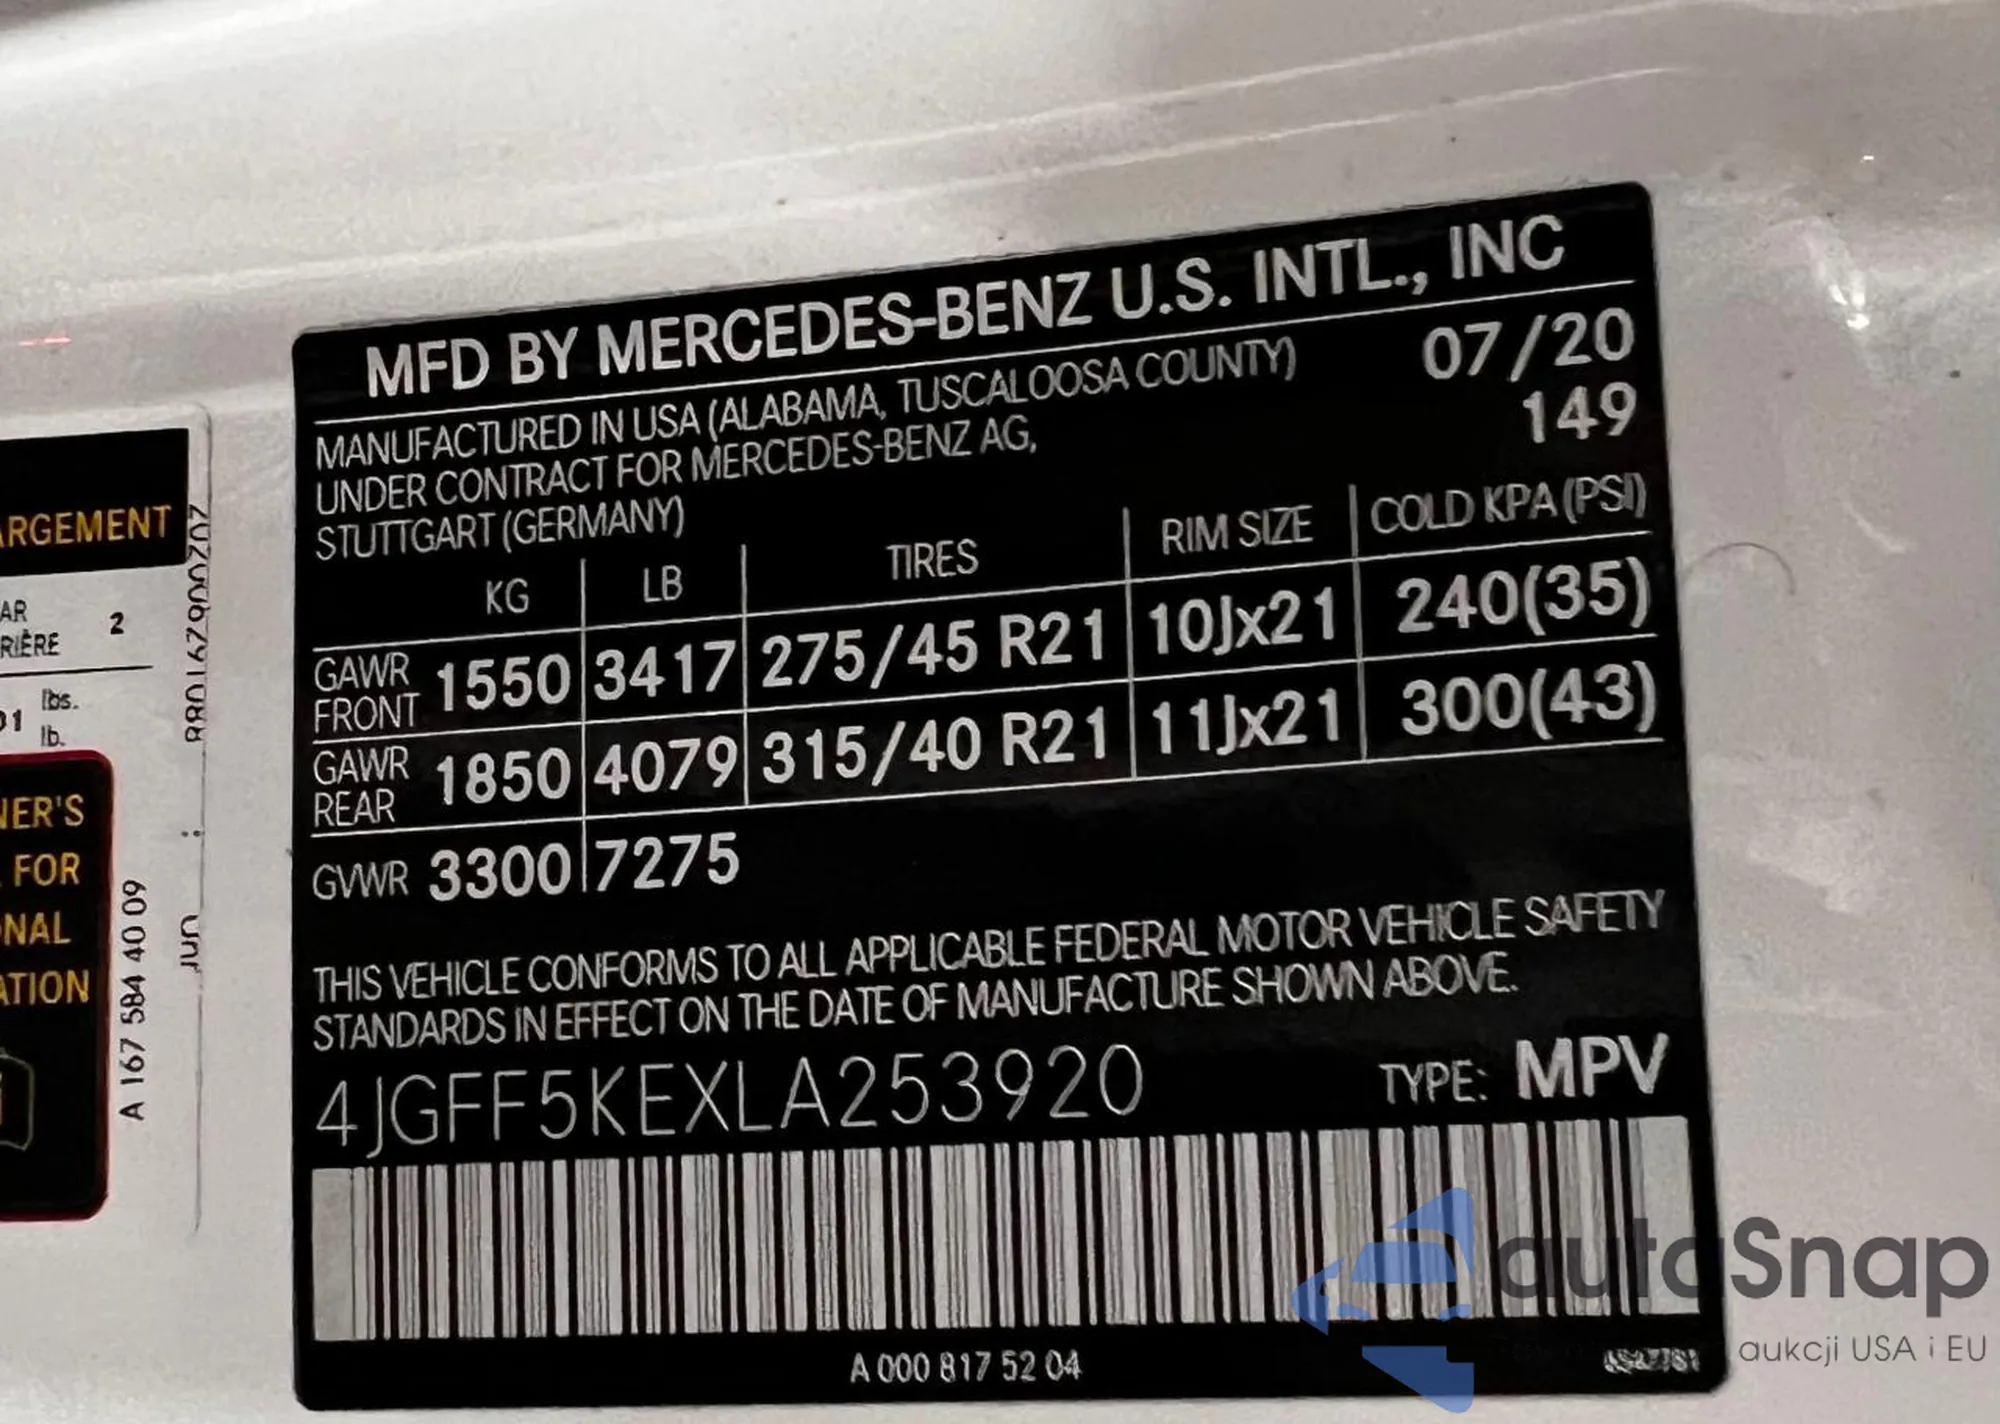 MFD BY MERCEDES-BENZ U.S. INTL., INC
MANUFACTURED IN USA (ALABAMA, TUSCALOOSA COUNTY) 07/20
UNDER CONTRACT FOR MERCEDES-BENZ AG, 149
STUTTGART (GERMANY)
KG LB TIRES RIM SIZE COLD KPA (PSI)
GAWR FRONT 1550 3417 275/45 R21 10Jx21 240(35)
GAWR REAR 1850 4079 315/40 R21 11Jx21 300(43)
GVWR 3300 7275
THIS VEHICLE CONFORMS TO ALL APPLICABLE FEDERAL MOTOR VEHICLE SAFETY
STANDARDS IN EFFECT ON THE DATE OF MANUFACTURE SHOWN ABOVE.
4JGFF5KEXLA253920 TYPE: MPV
A 000 817 52 04
ARGEMENT
AR 2
RIÈRE
01 lbs.
lb.
NER'S
FOR
NAL
ATION
A 167 584 40 09
Jun
autoSnap
aukcji USA i EU